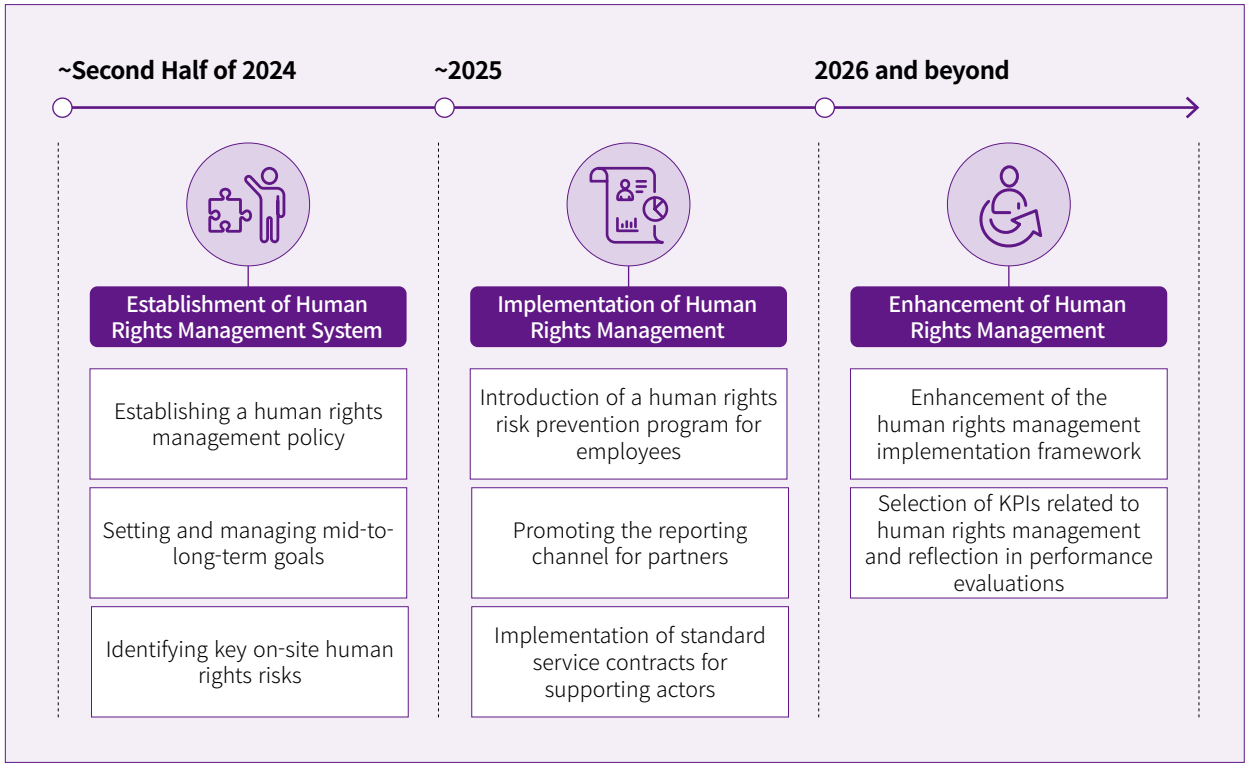 ~Second Half of 2024
~2025
2026 and beyond
Establishment of Human
Rights Management System
Establishing a human rights
management policy
Setting and managing mid-to-
long-term goals
Identifying key on-site human
rights risks
Implementation of Human
Rights Management
Introduction of a human rights
risk prevention program for
employees
Promoting the reporting
channel for partners
Implementation of standard
service contracts for
supporting actors
Enhancement of Human
Rights Management
Enhancement of the
human rights management
implementation framework
Selection of KPIs related to
human rights management
and reflection in performance
evaluations